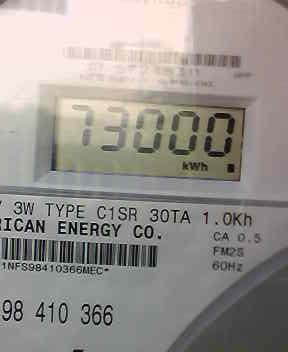 73000
kWh
3W TYPE C1SR 30TA 1.0Kh
RICAN ENERGY CO.
CA 0.5
FM2S
1NFS98410366MEC*
60Hz
98 410 366